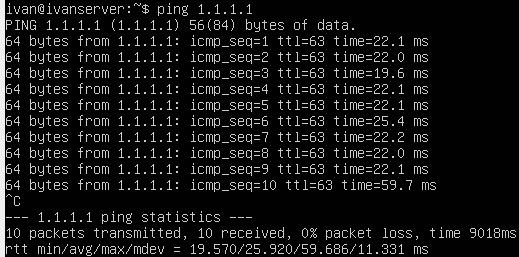 ivan@ivanserver:~$ ping 1.1.1.1
PING 1.1.1.1 (1.1.1.1) 56(84) bytes of data.
64 bytes from 1.1.1.1: icmp_seq=1 ttl=63 time=22.1 ms
64 bytes from 1.1.1.1: icmp_seq=2 ttl=63 time=22.0 ms
64 bytes from 1.1.1.1: icmp_seq=3 ttl=63 time=19.6 ms
64 bytes from 1.1.1.1: icmp_seq=4 ttl=63 time=22.1 ms
64 bytes from 1.1.1.1: icmp_seq=5 ttl=63 time=22.1 ms
64 bytes from 1.1.1.1: icmp_seq=6 ttl=63 time=25.4 ms
64 bytes from 1.1.1.1: icmp_seq=7 ttl=63 time=22.2 ms
64 bytes from 1.1.1.1: icmp_seq=8 ttl=63 time=22.0 ms
64 bytes from 1.1.1.1: icmp_seq=9 ttl=63 time=22.1 ms
64 bytes from 1.1.1.1: icmp_seq=10 ttl=63 time=59.7 ms
^C
--- 1.1.1.1 ping statistics ---
10 packets transmitted, 10 received, 0% packet loss, time 9018ms
rtt min/avg/max/mdev = 19.570/25.920/59.686/11.331 ms